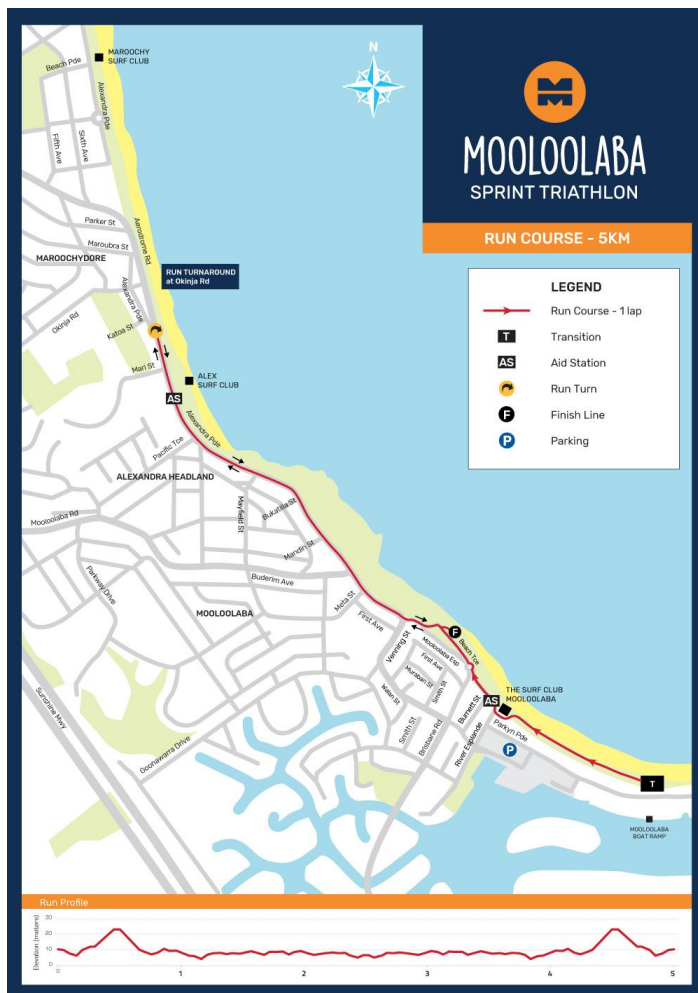 MOOLOOLABA
SPRINT TRIATHLON
RUN COURSE - 5KM
N
LEGEND
Run Course - 1 lap
T
Transition
AS
Aid Station
Run Turn
F
Finish Line
P
Parking
MAROOCHY
SURF CLUB
Beach Pde
Alexandra Pde
Fifth Ave
Sixth Ave
Parker St
Aerodrome Rd
Maroubra St
MAROOCHYDORE
RUN TURNAROUND
at Okinja Rd
Alexandra Pde
Okinja Rd
Katoa St
Mari St
ALEX
SURF CLUB
AS
Alexandra Pde
Pacific Tce
ALEXANDRA HEADLAND
Mayfield St
Bukatilla St
Mooloolaba Rd
Mandin St
Buderim Ave
Parkway Drive
MOOLOOLABA
Meta St
First Ave
Venning St
F
Beach Tce
Mooloolaba Esp
First Ave
Muraban St
Smith St
Walan St
Smith St
Brisbane Rd
Burnett St
AS
THE SURF CLUB
MOOLOOLABA
River Esplande
Parkyn Pde
P
T
Sunshine Mwy
Goonawarra Drive
MOOLOOLABA
BOAT RAMP
Run Profile
Elevation (meters)
30
20
10
0
0
1
2
3
4
5